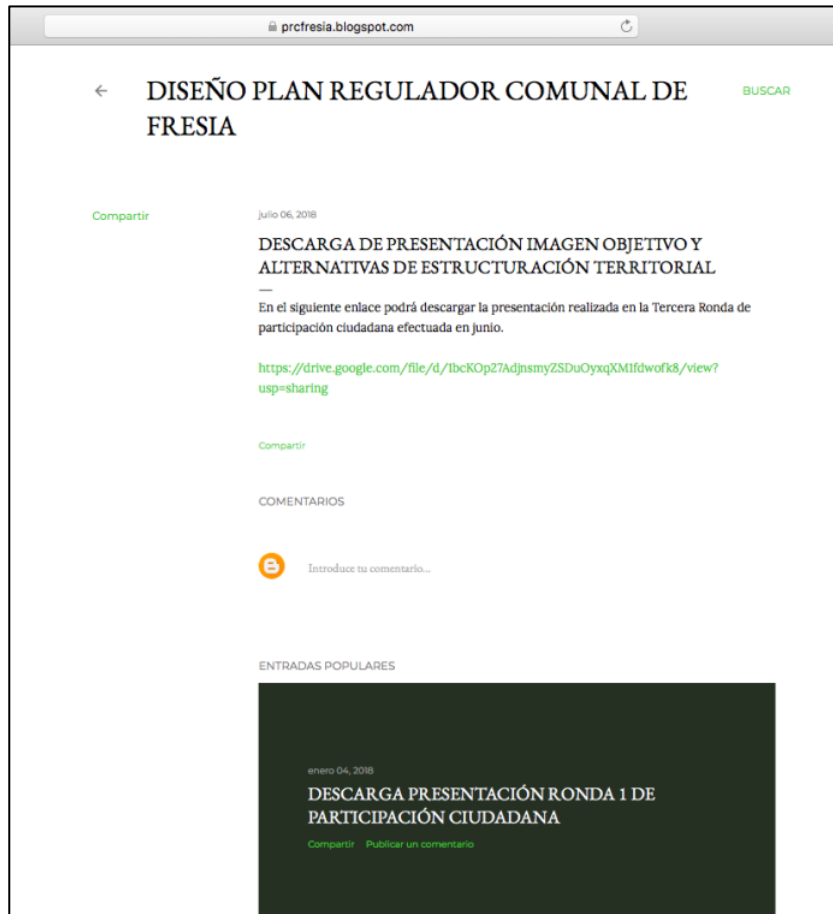 prcfresia.blogspot.com
DISEÑO PLAN REGULADOR COMUNAL DE
FRESIA
BUSCAR
Compartir
julio 06, 2018
DESCARGA DE PRESENTACIÓN IMAGEN OBJETIVO Y
ALTERNATIVAS DE ESTRUCTURACIÓN TERRITORIAL
En el siguiente enlace podrá descargar la presentación realizada en la Tercera Ronda de
participación ciudadana efectuada en junio.
https://drive.google.com/file/d/1bcKOp27AdjnsmyZSDuOyxqXM1fdwofk8/view?
usp=sharing
Compartir
COMENTARIOS
Introduce tu comentario...
ENTRADAS POPULARES
enero 04, 2018
DESCARGA PRESENTACIÓN RONDA 1 DE
PARTICIPACIÓN CIUDADANA
Compartir Publicar un comentario